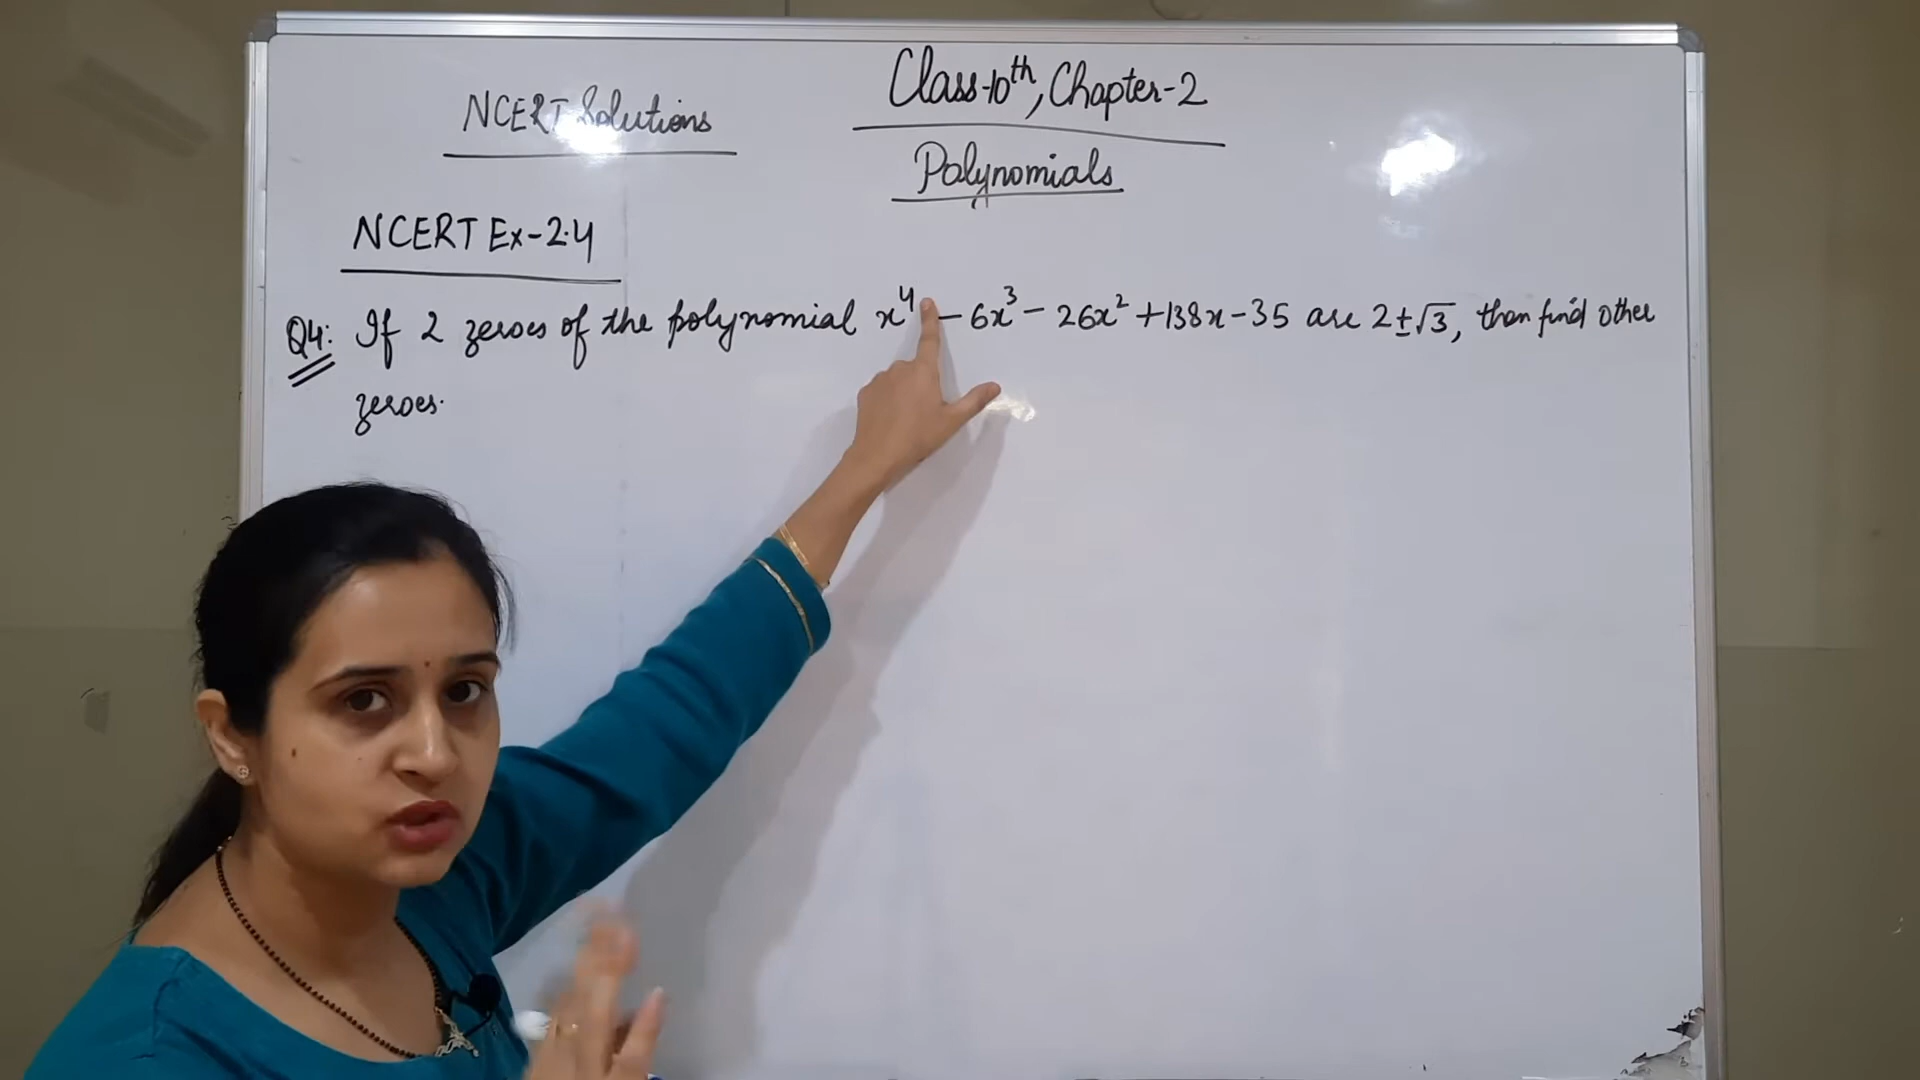 NCERT Solutions
Class-10th, Chapter-2
Polynomials
NCERT Ex-2.4
Q4: If 2 zeroes of the polynomial x⁴ - 6x³ - 26x² + 138x - 35 are 2 ± √3, then find other
zeroes.